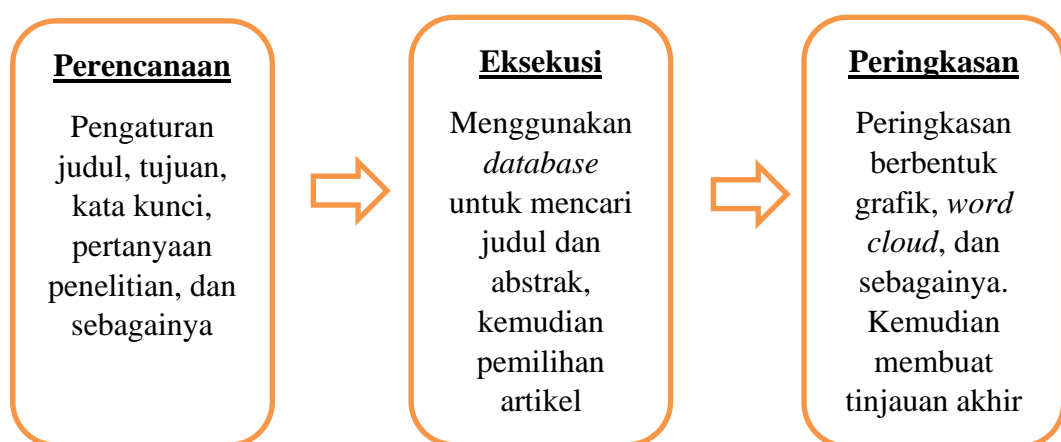 Perencanaan
Pengaturan
judul, tujuan,
kata kunci,
pertanyaan
penelitian, dan
sebagainya
Eksekusi
Menggunakan
database
untuk mencari
judul dan
abstrak,
kemudian
pemilihan
artikel
Peringkasan
Peringkasan
berbentuk
grafik, word
cloud, dan
sebagainya.
Kemudian
membuat
tinjauan akhir